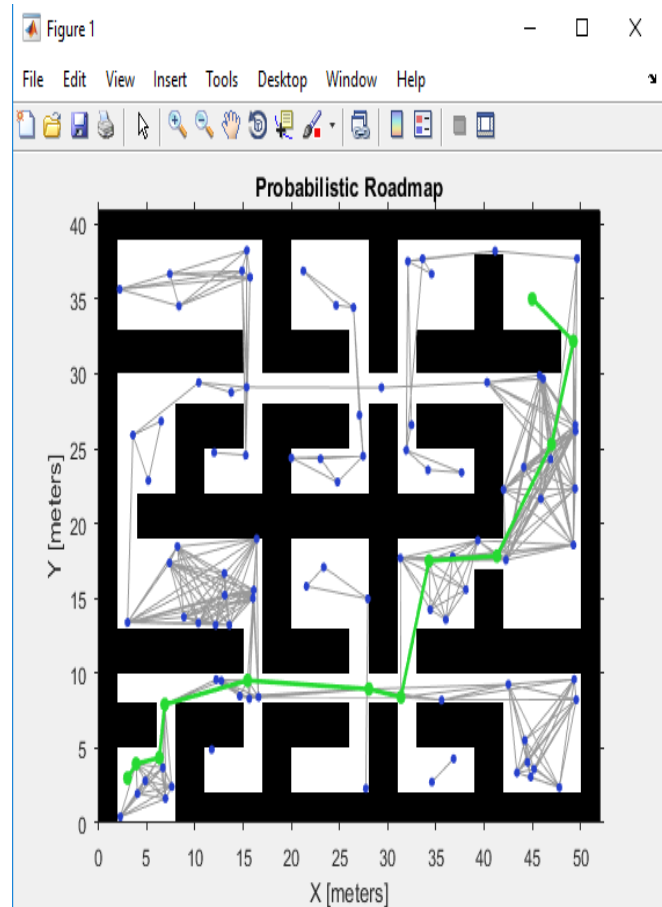 Figure 1
File Edit View Insert Tools Desktop Window Help
Probabilistic Roadmap
40
35
30
25
20
15
10
5
0
Y [meters]
0 5 10 15 20 25 30 35 40 45 50
X [meters]